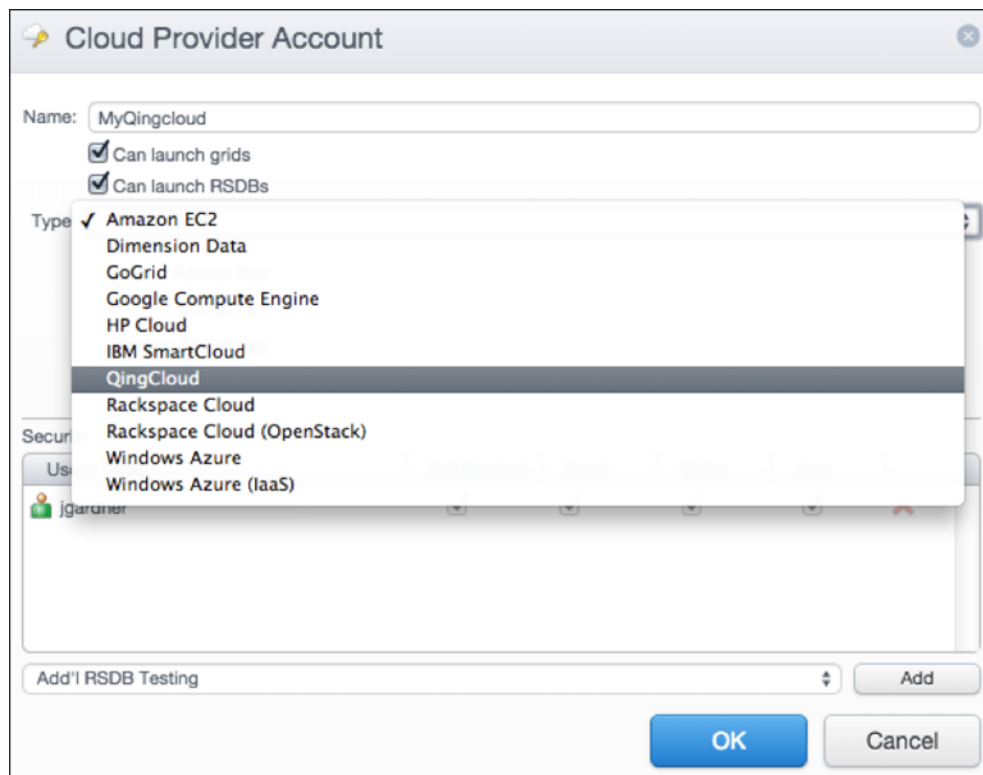 Cloud Provider Account
Name: MyQingcloud
Can launch grids
Can launch RSDBs
Type ✓ Amazon EC2
Dimension Data
GoGrid
Google Compute Engine
HP Cloud
IBM SmartCloud
QingCloud
Rackspace Cloud
Rackspace Cloud (OpenStack)
Windows Azure
Windows Azure (IaaS)
jgardner
Add'l RSDB Testing Add
OK Cancel